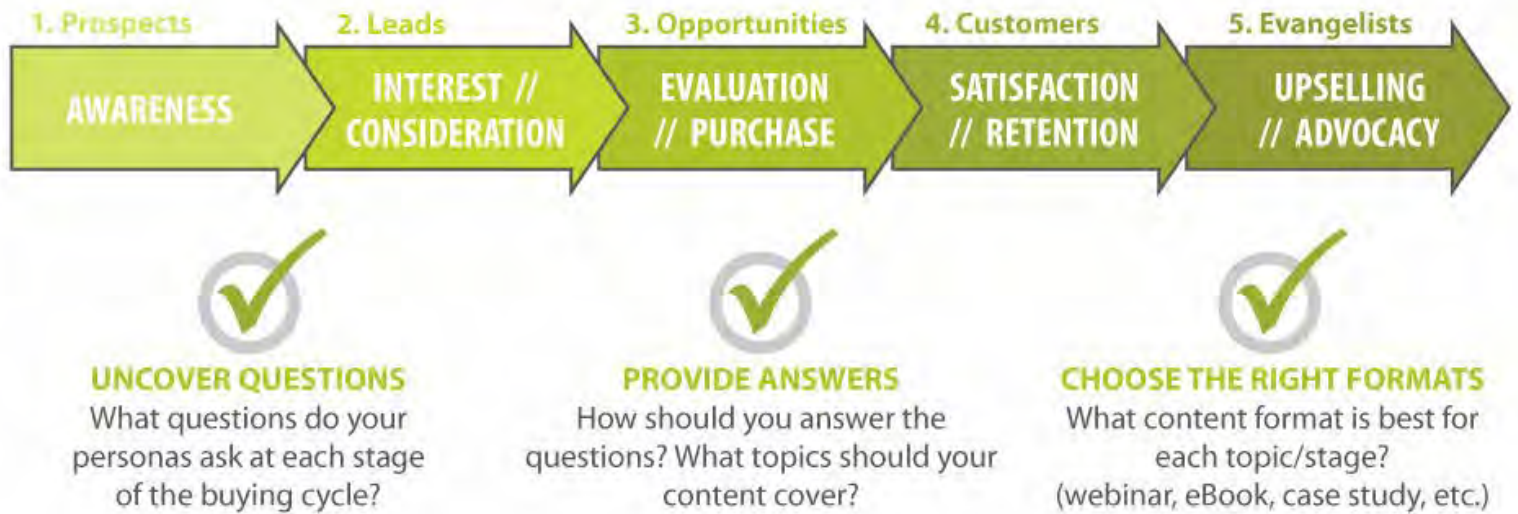 1. Prospects
2. Leads
3. Opportunities
4. Customers
5. Evangelists
AWARENESS
INTEREST //
CONSIDERATION
EVALUATION
// PURCHASE
SATISFACTION
// RETENTION
UPSELLING
// ADVOCACY
UNCOVER QUESTIONS
What questions do your
personas ask at each stage
of the buying cycle?
PROVIDE ANSWERS
How should you answer the
questions? What topics should your
content cover?
CHOOSE THE RIGHT FORMATS
What content format is best for
each topic/stage?
(webinar, eBook, case study, etc.)